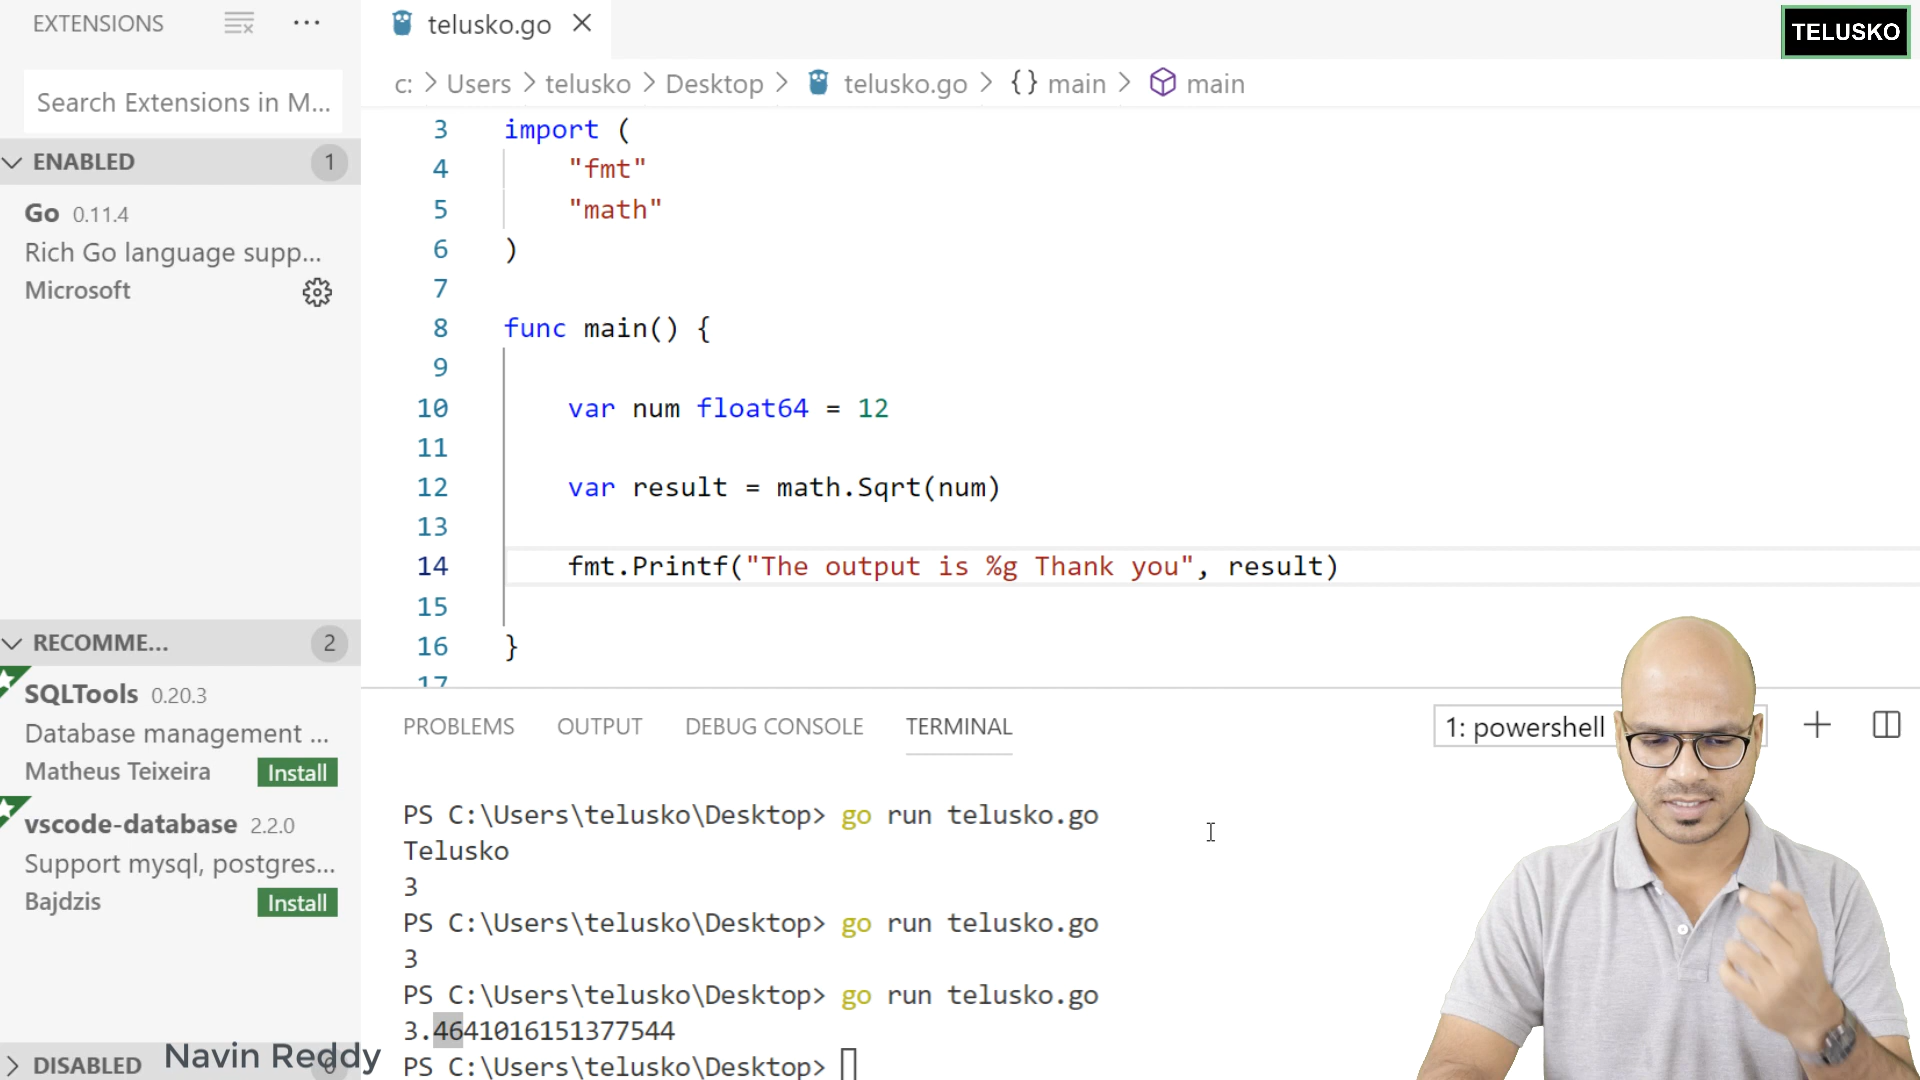 EXTENSIONS
telusko.go
TELUSKO
c: > Users > telusko > Desktop > telusko.go > {} main > main
Search Extensions in M...
ENABLED 1
Go 0.11.4
Rich Go language supp...
Microsoft
RECOMME... 2
SQLTools 0.20.3
Database management ...
Matheus Teixeira Install
vscode-database 2.2.0
Support mysql, postgres...
Bajdzis Install
DISABLED 0
Navin Reddy
3 import (
4 "fmt"
5 "math"
6 )
7
8 func main() {
9
10 var num float64 = 12
11
12 var result = math.Sqrt(num)
13
14 fmt.Printf("The output is %g Thank you", result)
15
16 }
17
PROBLEMS OUTPUT DEBUG CONSOLE TERMINAL 1: powershell
PS C:\Users\telusko\Desktop> go run telusko.go
Telusko
3
PS C:\Users\telusko\Desktop> go run telusko.go
3
PS C:\Users\telusko\Desktop> go run telusko.go
3.4641016151377544
PS C:\Users\telusko\Desktop>